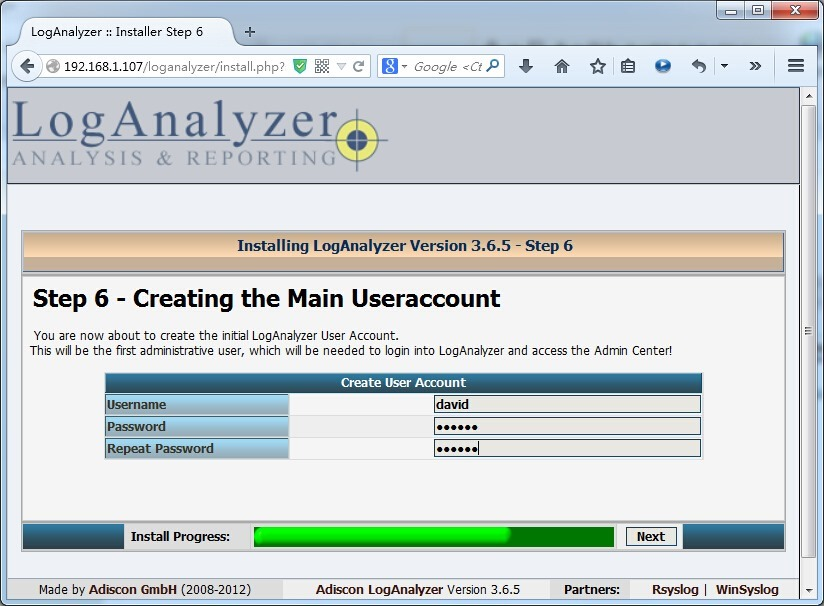 LogAnalyzer :: Installer Step 6
192.168.1.107/loganalyzer/install.php?
Google <Ct
LogAnalyzer
ANALYSIS & REPORTING
Installing LogAnalyzer Version 3.6.5 - Step 6
Step 6 - Creating the Main Useraccount
You are now about to create the initial LogAnalyzer User Account.
This will be the first administrative user, which will be needed to login into LogAnalyzer and access the Admin Center!
Create User Account
Username david
Password ••••••
Repeat Password ••••••
Install Progress: Next
Made by Adiscon GmbH (2008-2012) Adiscon LogAnalyzer Version 3.6.5 Partners: Rsyslog | WinSyslog